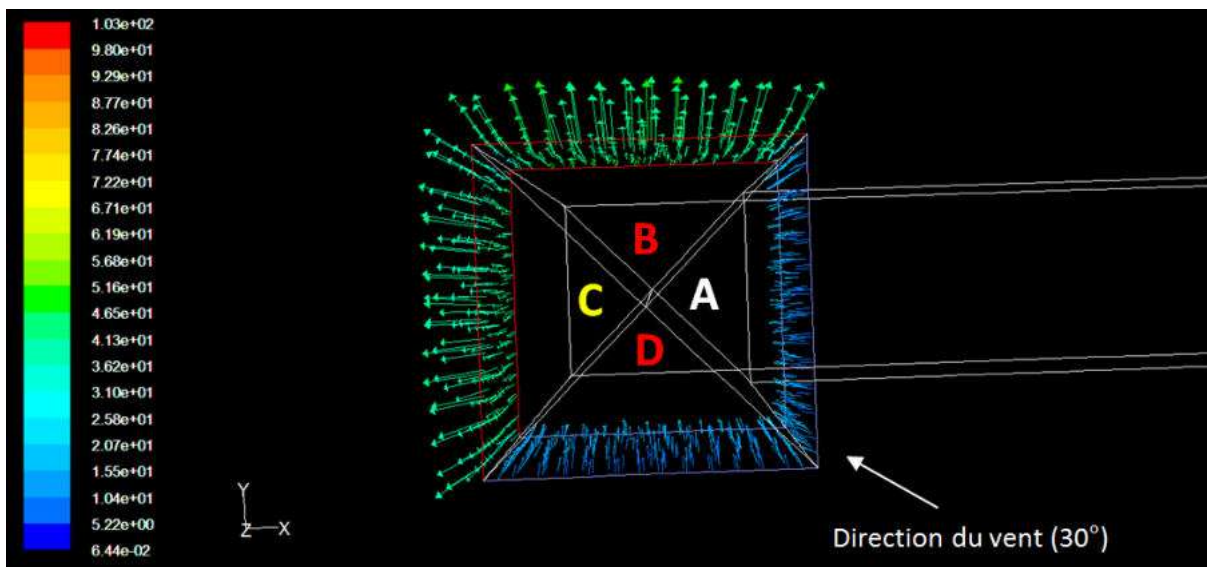 1.03e+02
9.80e+01
9.29e+01
8.77e+01
8.26e+01
7.74e+01
7.22e+01
6.71e+01
6.19e+01
5.68e+01
5.16e+01
4.65e+01
4.13e+01
3.62e+01
3.10e+01
2.58e+01
2.07e+01
1.55e+01
1.04e+01
5.22e+00
6.44e-02
B
C
A
D
Y
Z
X
Direction du vent (30°)